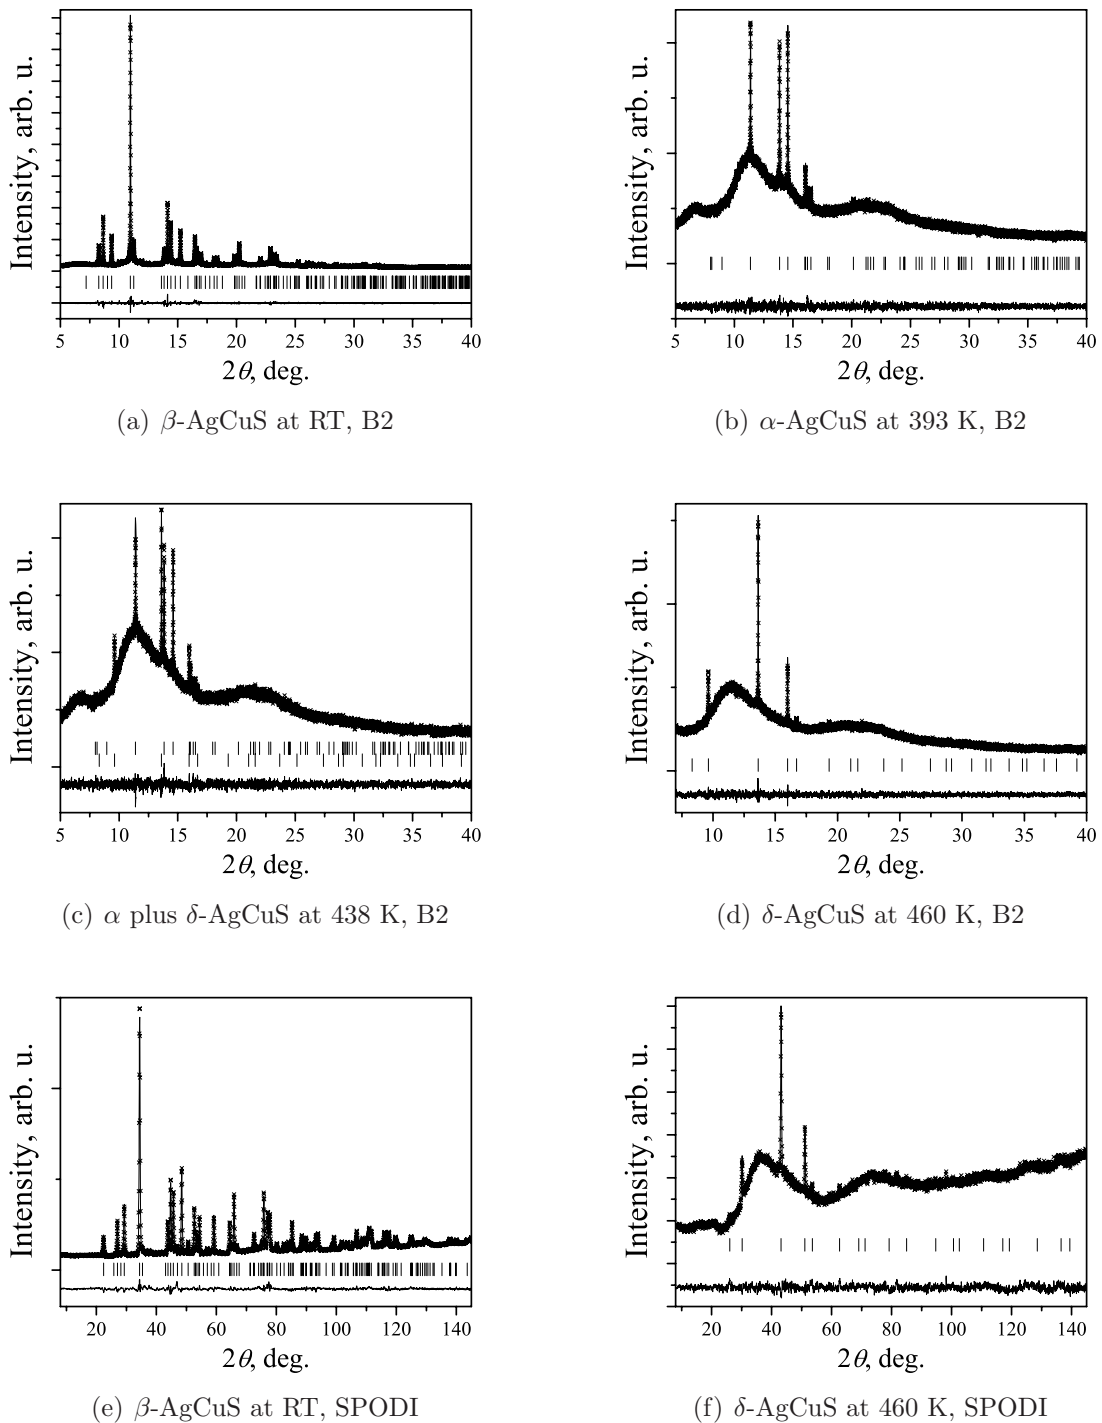 Intensity, arb. u.
5 10 15 20 25 30 35 40
2θ, deg.
(a) β-AgCuS at RT, B2
Intensity, arb. u.
5 10 15 20 25 30 35 40
2θ, deg.
(b) α-AgCuS at 393 K, B2
Intensity, arb. u.
5 10 15 20 25 30 35 40
2θ, deg.
(c) α plus δ-AgCuS at 438 K, B2
Intensity, arb. u.
10 15 20 25 30 35 40
2θ, deg.
(d) δ-AgCuS at 460 K, B2
Intensity, arb. u.
20 40 60 80 100 120 140
2θ, deg.
(e) β-AgCuS at RT, SPODI
Intensity, arb. u.
20 40 60 80 100 120 140
2θ, deg.
(f) δ-AgCuS at 460 K, SPODI